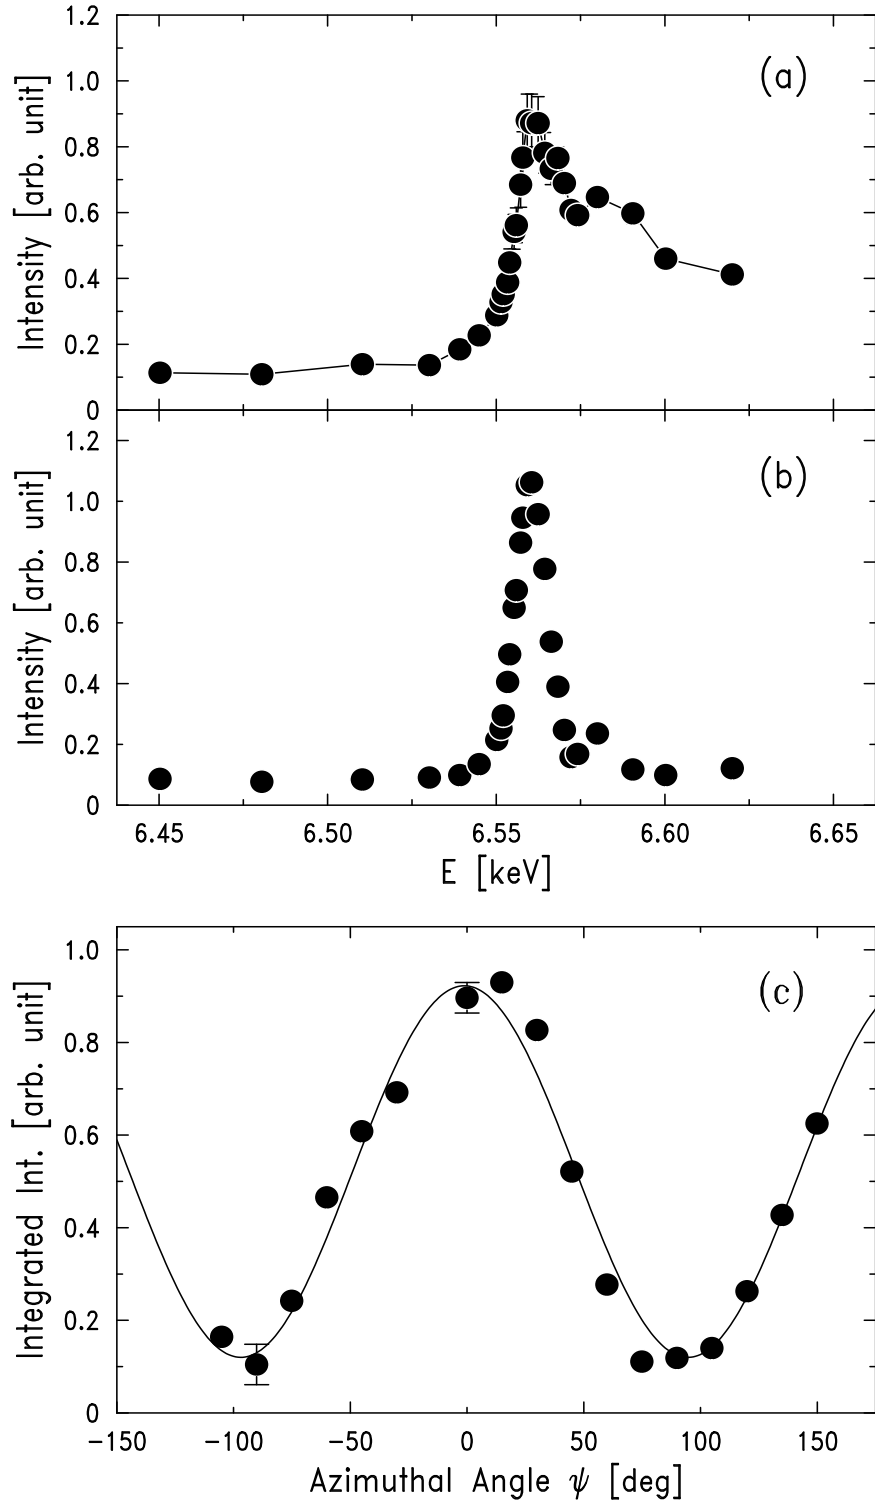 1.2
(a)
1.0
0.8
0.6
0.4
0.2
0
Intensity [arb. unit]
1.2
(b)
1.0
0.8
0.6
0.4
0.2
0
Intensity [arb. unit]
6.45 6.50 6.55 6.60 6.65
E [keV]
1.0
(c)
0.8
0.6
0.4
0.2
0
Integrated Int. [arb. unit]
−150 −100 −50 0 50 100 150
Azimuthal Angle ψ [deg]